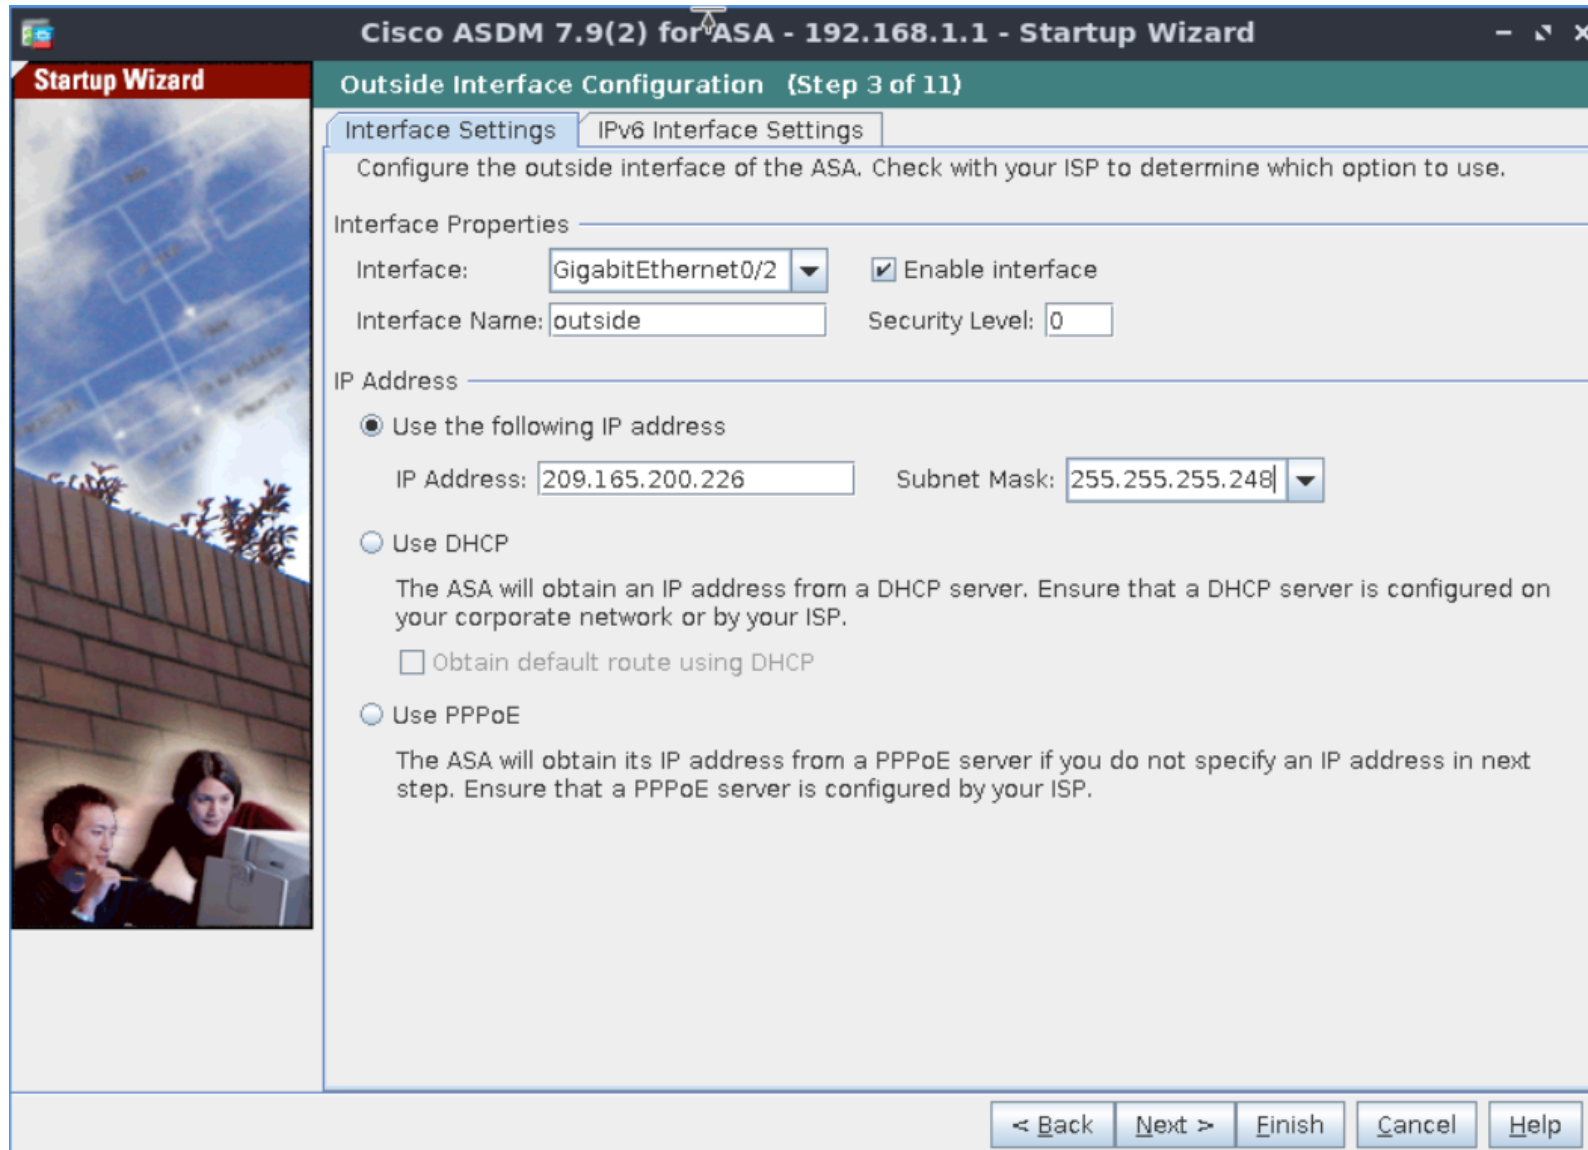 Cisco ASDM 7.9(2) for ASA - 192.168.1.1 - Startup Wizard
Startup Wizard
Outside Interface Configuration (Step 3 of 11)
Interface Settings
IPv6 Interface Settings
Configure the outside interface of the ASA. Check with your ISP to determine which option to use.
Interface Properties
Interface: GigabitEthernet0/2 Enable interface
Interface Name: outside Security Level: 0
IP Address
Use the following IP address
IP Address: 209.165.200.226 Subnet Mask: 255.255.255.248
Use DHCP
The ASA will obtain an IP address from a DHCP server. Ensure that a DHCP server is configured on
your corporate network or by your ISP.
Obtain default route using DHCP
Use PPPoE
The ASA will obtain its IP address from a PPPoE server if you do not specify an IP address in next
step. Ensure that a PPPoE server is configured by your ISP.
< Back Next > Finish Cancel Help